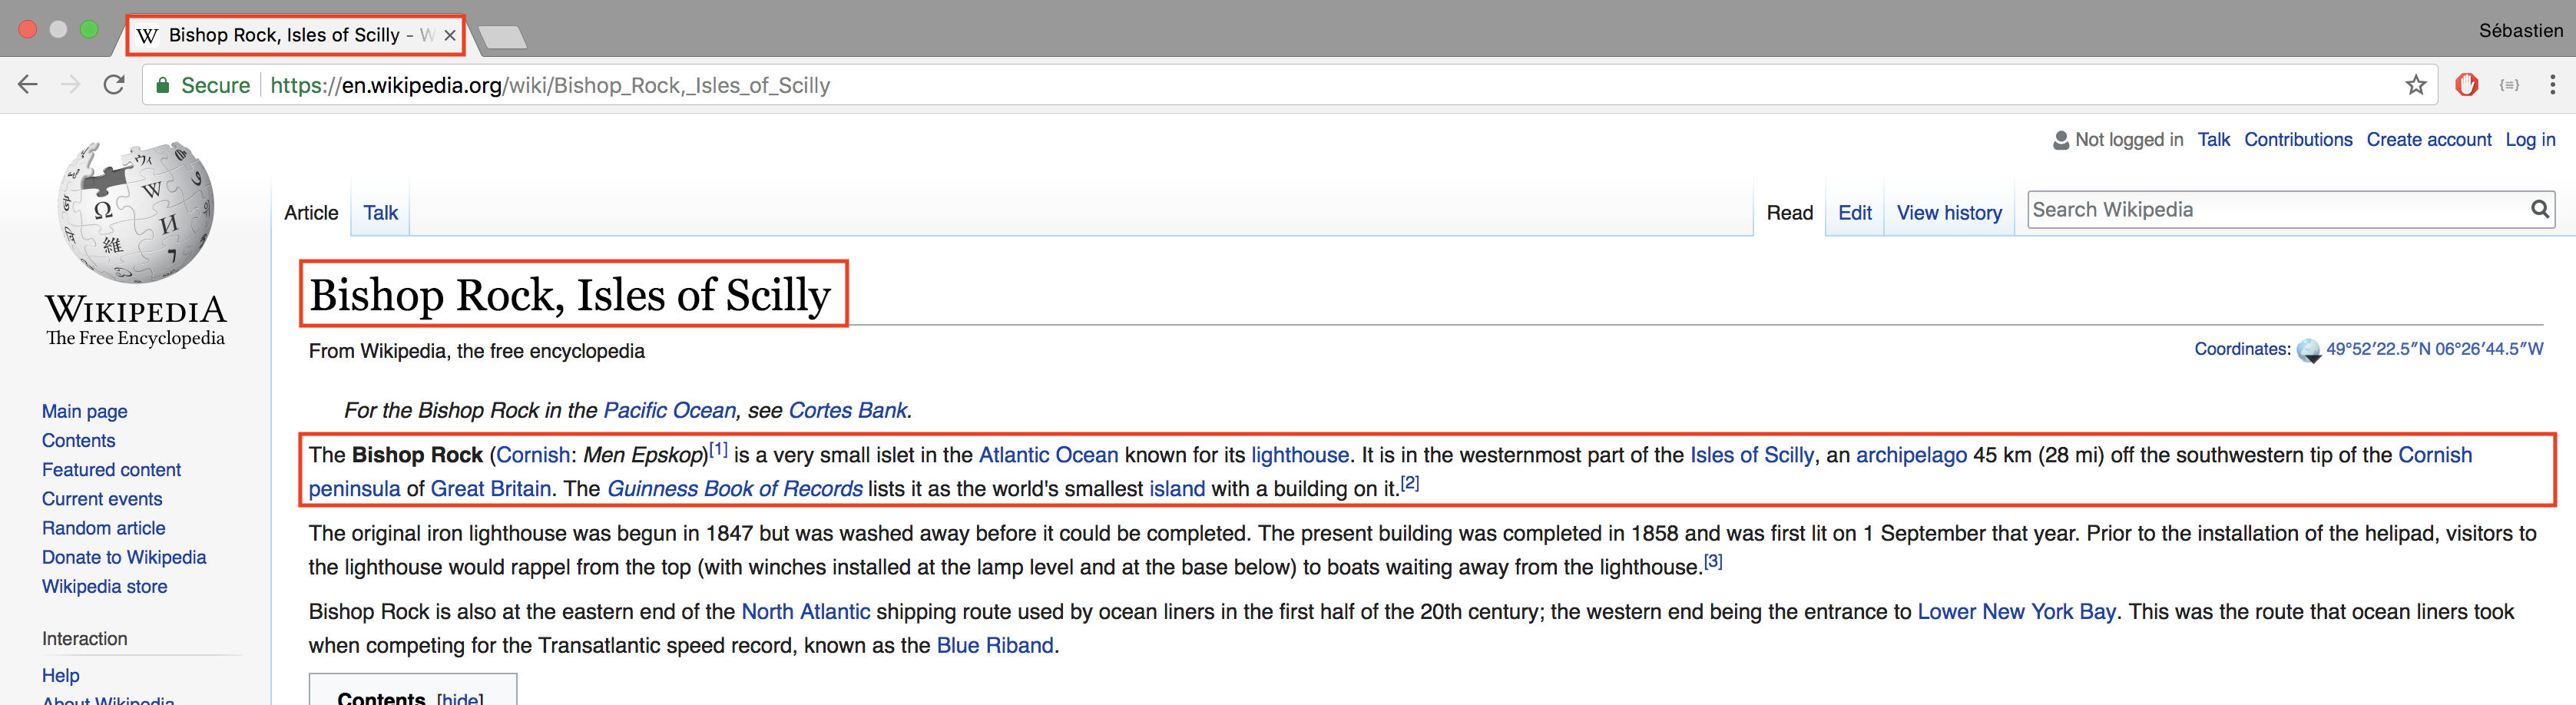 Bishop Rock, Isles of Scilly - W
Sébastien
Secure https://en.wikipedia.org/wiki/Bishop_Rock,_Isles_of_Scilly
Not logged in Talk Contributions Create account Log in
Article Talk Read Edit View history Search Wikipedia
WIKIPEDIA
The Free Encyclopedia
Main page
Contents
Featured content
Current events
Random article
Donate to Wikipedia
Wikipedia store
Interaction
Help
About Wikipedia
Bishop Rock, Isles of Scilly
From Wikipedia, the free encyclopedia
Coordinates: 49°52′22.5″N 06°26′44.5″W
For the Bishop Rock in the Pacific Ocean, see Cortes Bank.
The Bishop Rock (Cornish: Men Epskop)[1] is a very small islet in the Atlantic Ocean known for its lighthouse. It is in the westernmost part of the Isles of Scilly, an archipelago 45 km (28 mi) off the southwestern tip of the Cornish
peninsula of Great Britain. The Guinness Book of Records lists it as the world's smallest island with a building on it.[2]
The original iron lighthouse was begun in 1847 but was washed away before it could be completed. The present building was completed in 1858 and was first lit on 1 September that year. Prior to the installation of the helipad, visitors to
the lighthouse would rappel from the top (with winches installed at the lamp level and at the base below) to boats waiting away from the lighthouse.[3]
Bishop Rock is also at the eastern end of the North Atlantic shipping route used by ocean liners in the first half of the 20th century; the western end being the entrance to Lower New York Bay. This was the route that ocean liners took
when competing for the Transatlantic speed record, known as the Blue Riband.
Contents [hide]